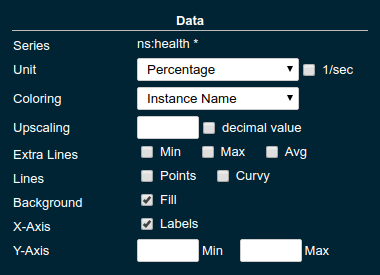 Data
Series ns:health *
Unit Percentage 1/sec
Coloring Instance Name
Upscaling decimal value
Extra Lines Min Max Avg
Lines Points Curvy
Background Fill
X-Axis Labels
Y-Axis Min Max